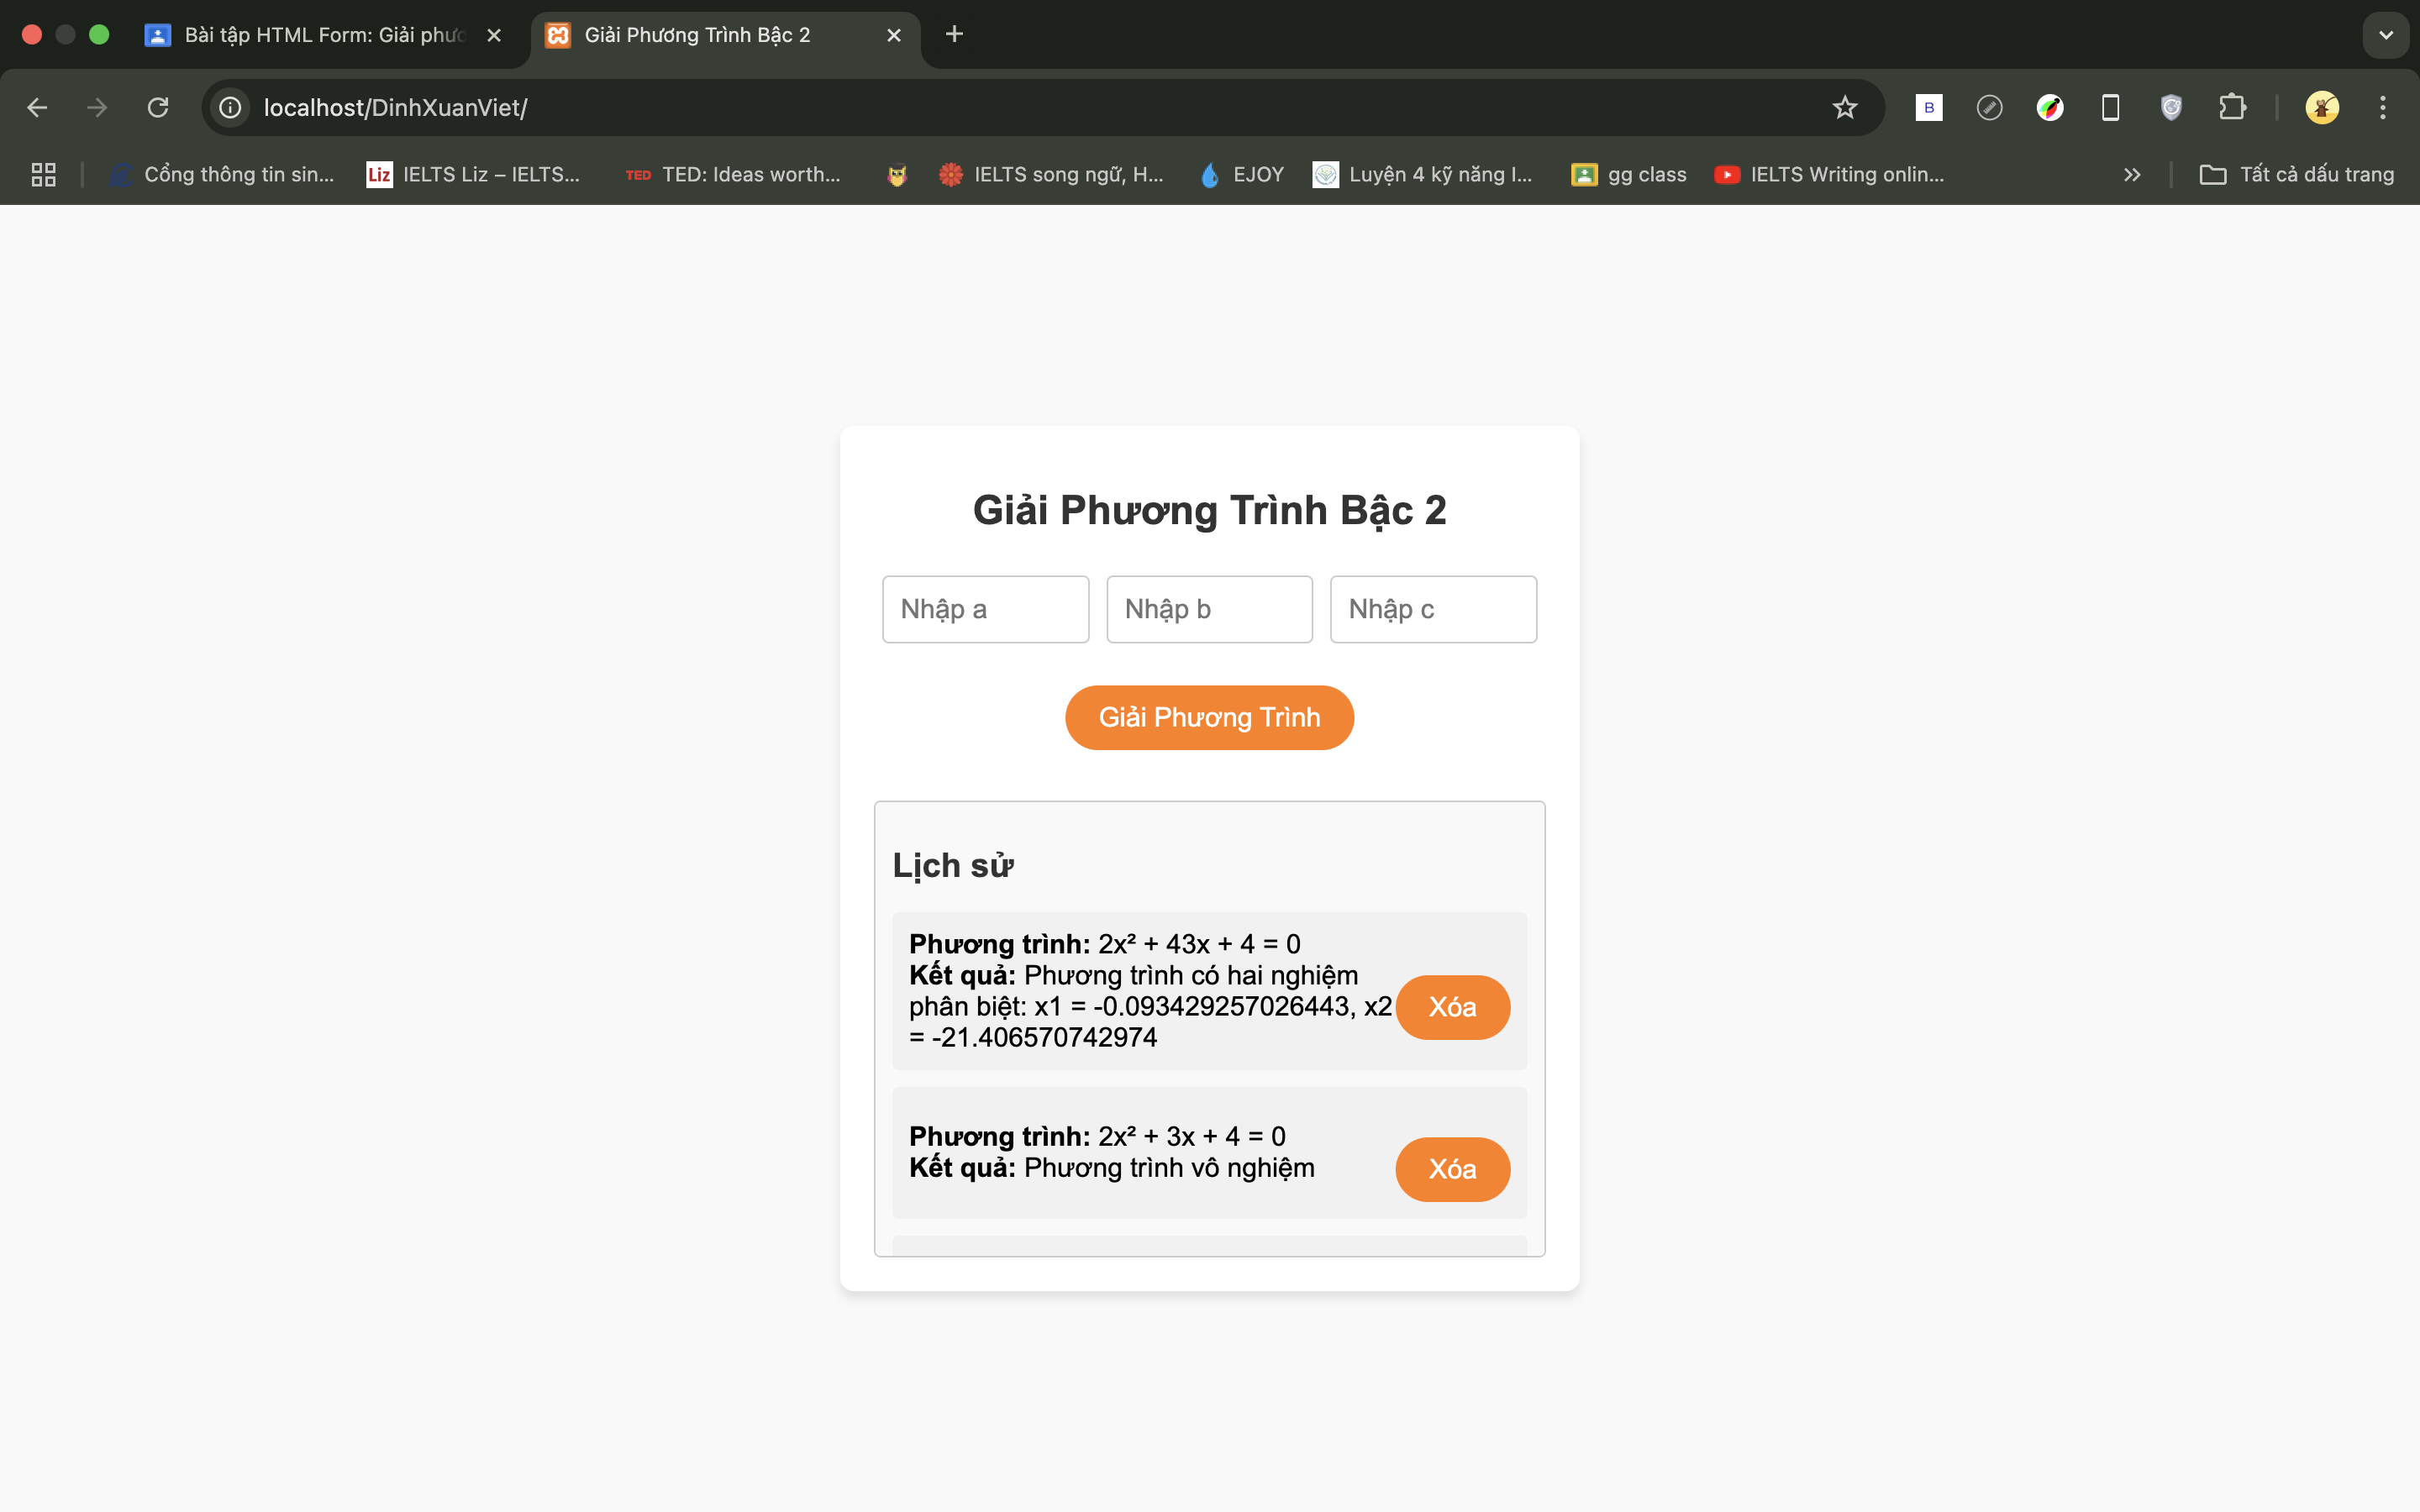 Bài tập HTML Form: Giải phươ
Giải Phương Trình Bậc 2
localhost/DinhXuanViet/
B
Cổng thông tin sin...
Liz IELTS Liz – IELTS...
TED TED: Ideas worth...
IELTS song ngữ, H...
EJOY
Luyện 4 kỹ năng I...
gg class
IELTS Writing onlin...
Tất cả dấu trang
Giải Phương Trình Bậc 2
Nhập a
Nhập b
Nhập c
Giải Phương Trình
Lịch sử
Phương trình: 2x² + 43x + 4 = 0
Kết quả: Phương trình có hai nghiệm
phân biệt: x1 = -0.093429257026443, x2
= -21.406570742974
Xóa
Phương trình: 2x² + 3x + 4 = 0
Kết quả: Phương trình vô nghiệm
Xóa